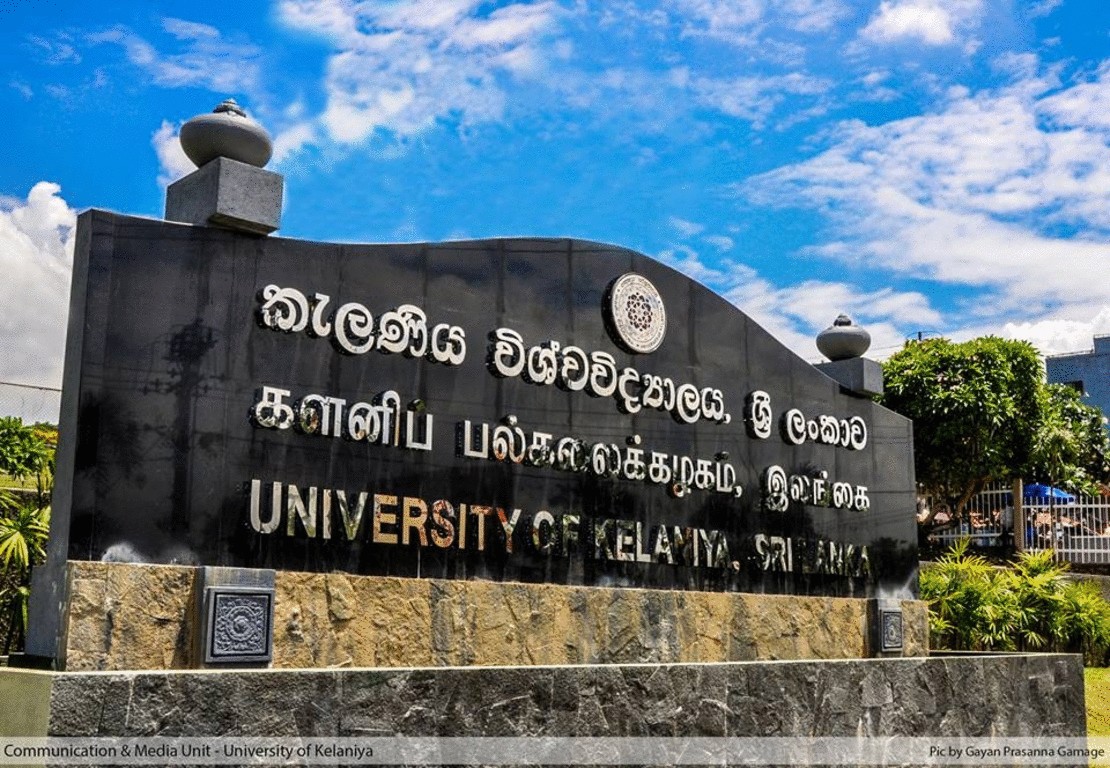 කැලණිය විශ්වවිද්‍යාලය, ශ්‍රී ලංකාව
களனிப் பல்கலைக்கழகம், இலங்கை
UNIVERSITY OF KELANIYA, SRI LANKA
Communication & Media Unit - University of Kelaniya
Pic by Gayan Prasanna Gamage